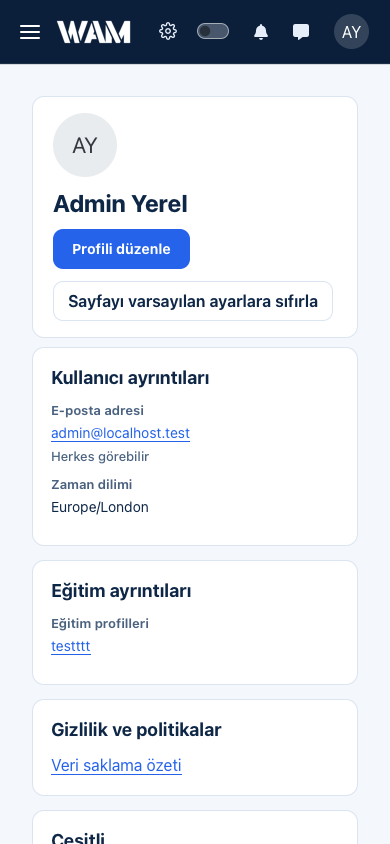 WAM
AY
AY
Admin Yerel
Profili düzenle
Sayfayı varsayılan ayarlara sıfırla
Kullanıcı ayrıntıları
E-posta adresi
admin@localhost.test
Herkes görebilir
Zaman dilimi
Europe/London
Eğitim ayrıntıları
Eğitim profilleri
testttt
Gizlilik ve politikalar
Veri saklama özeti
Çeşitli